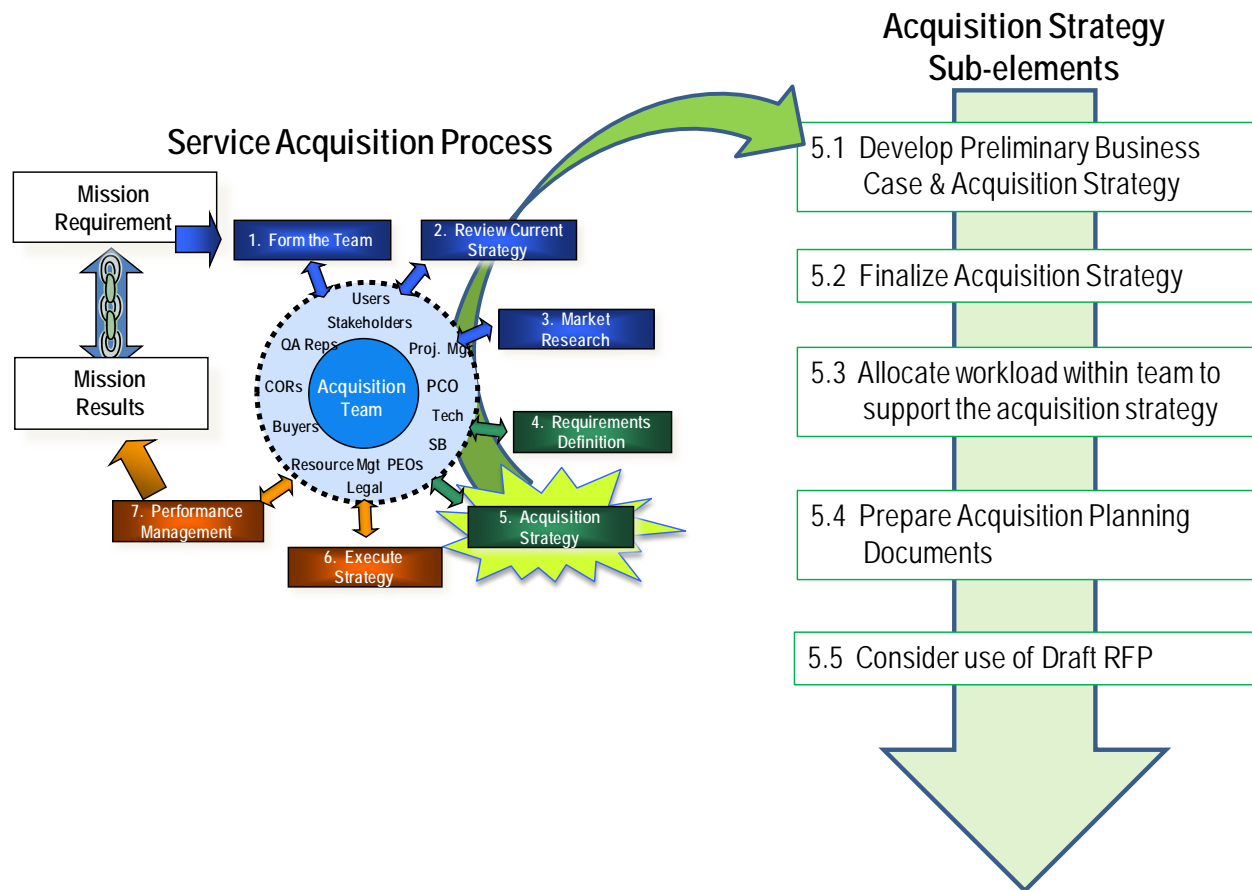 Acquisition Strategy
Sub-elements
Service Acquisition Process
Mission
Requirement
Mission
Results
1. Form the Team
2. Review Current
Strategy
3. Market
Research
4. Requirements
Definition
5. Acquisition
Strategy
6. Execute
Strategy
7. Performance
Management
Users
Stakeholders
QA Reps
Proj. Mgr
CORs
Acquisition
Team
PCO
Tech
Buyers
SB
Resource Mgt
PEOs
Legal
5.1 Develop Preliminary Business
Case & Acquisition Strategy
5.2 Finalize Acquisition Strategy
5.3 Allocate workload within team to
support the acquisition strategy
5.4 Prepare Acquisition Planning
Documents
5.5 Consider use of Draft RFP